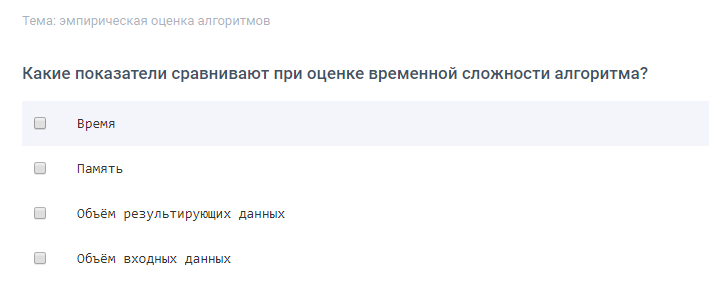 Тема: эмпирическая оценка алгоритмов
Какие показатели сравнивают при оценке временной сложности алгоритма?
Время
Память
Объём результирующих данных
Объём входных данных